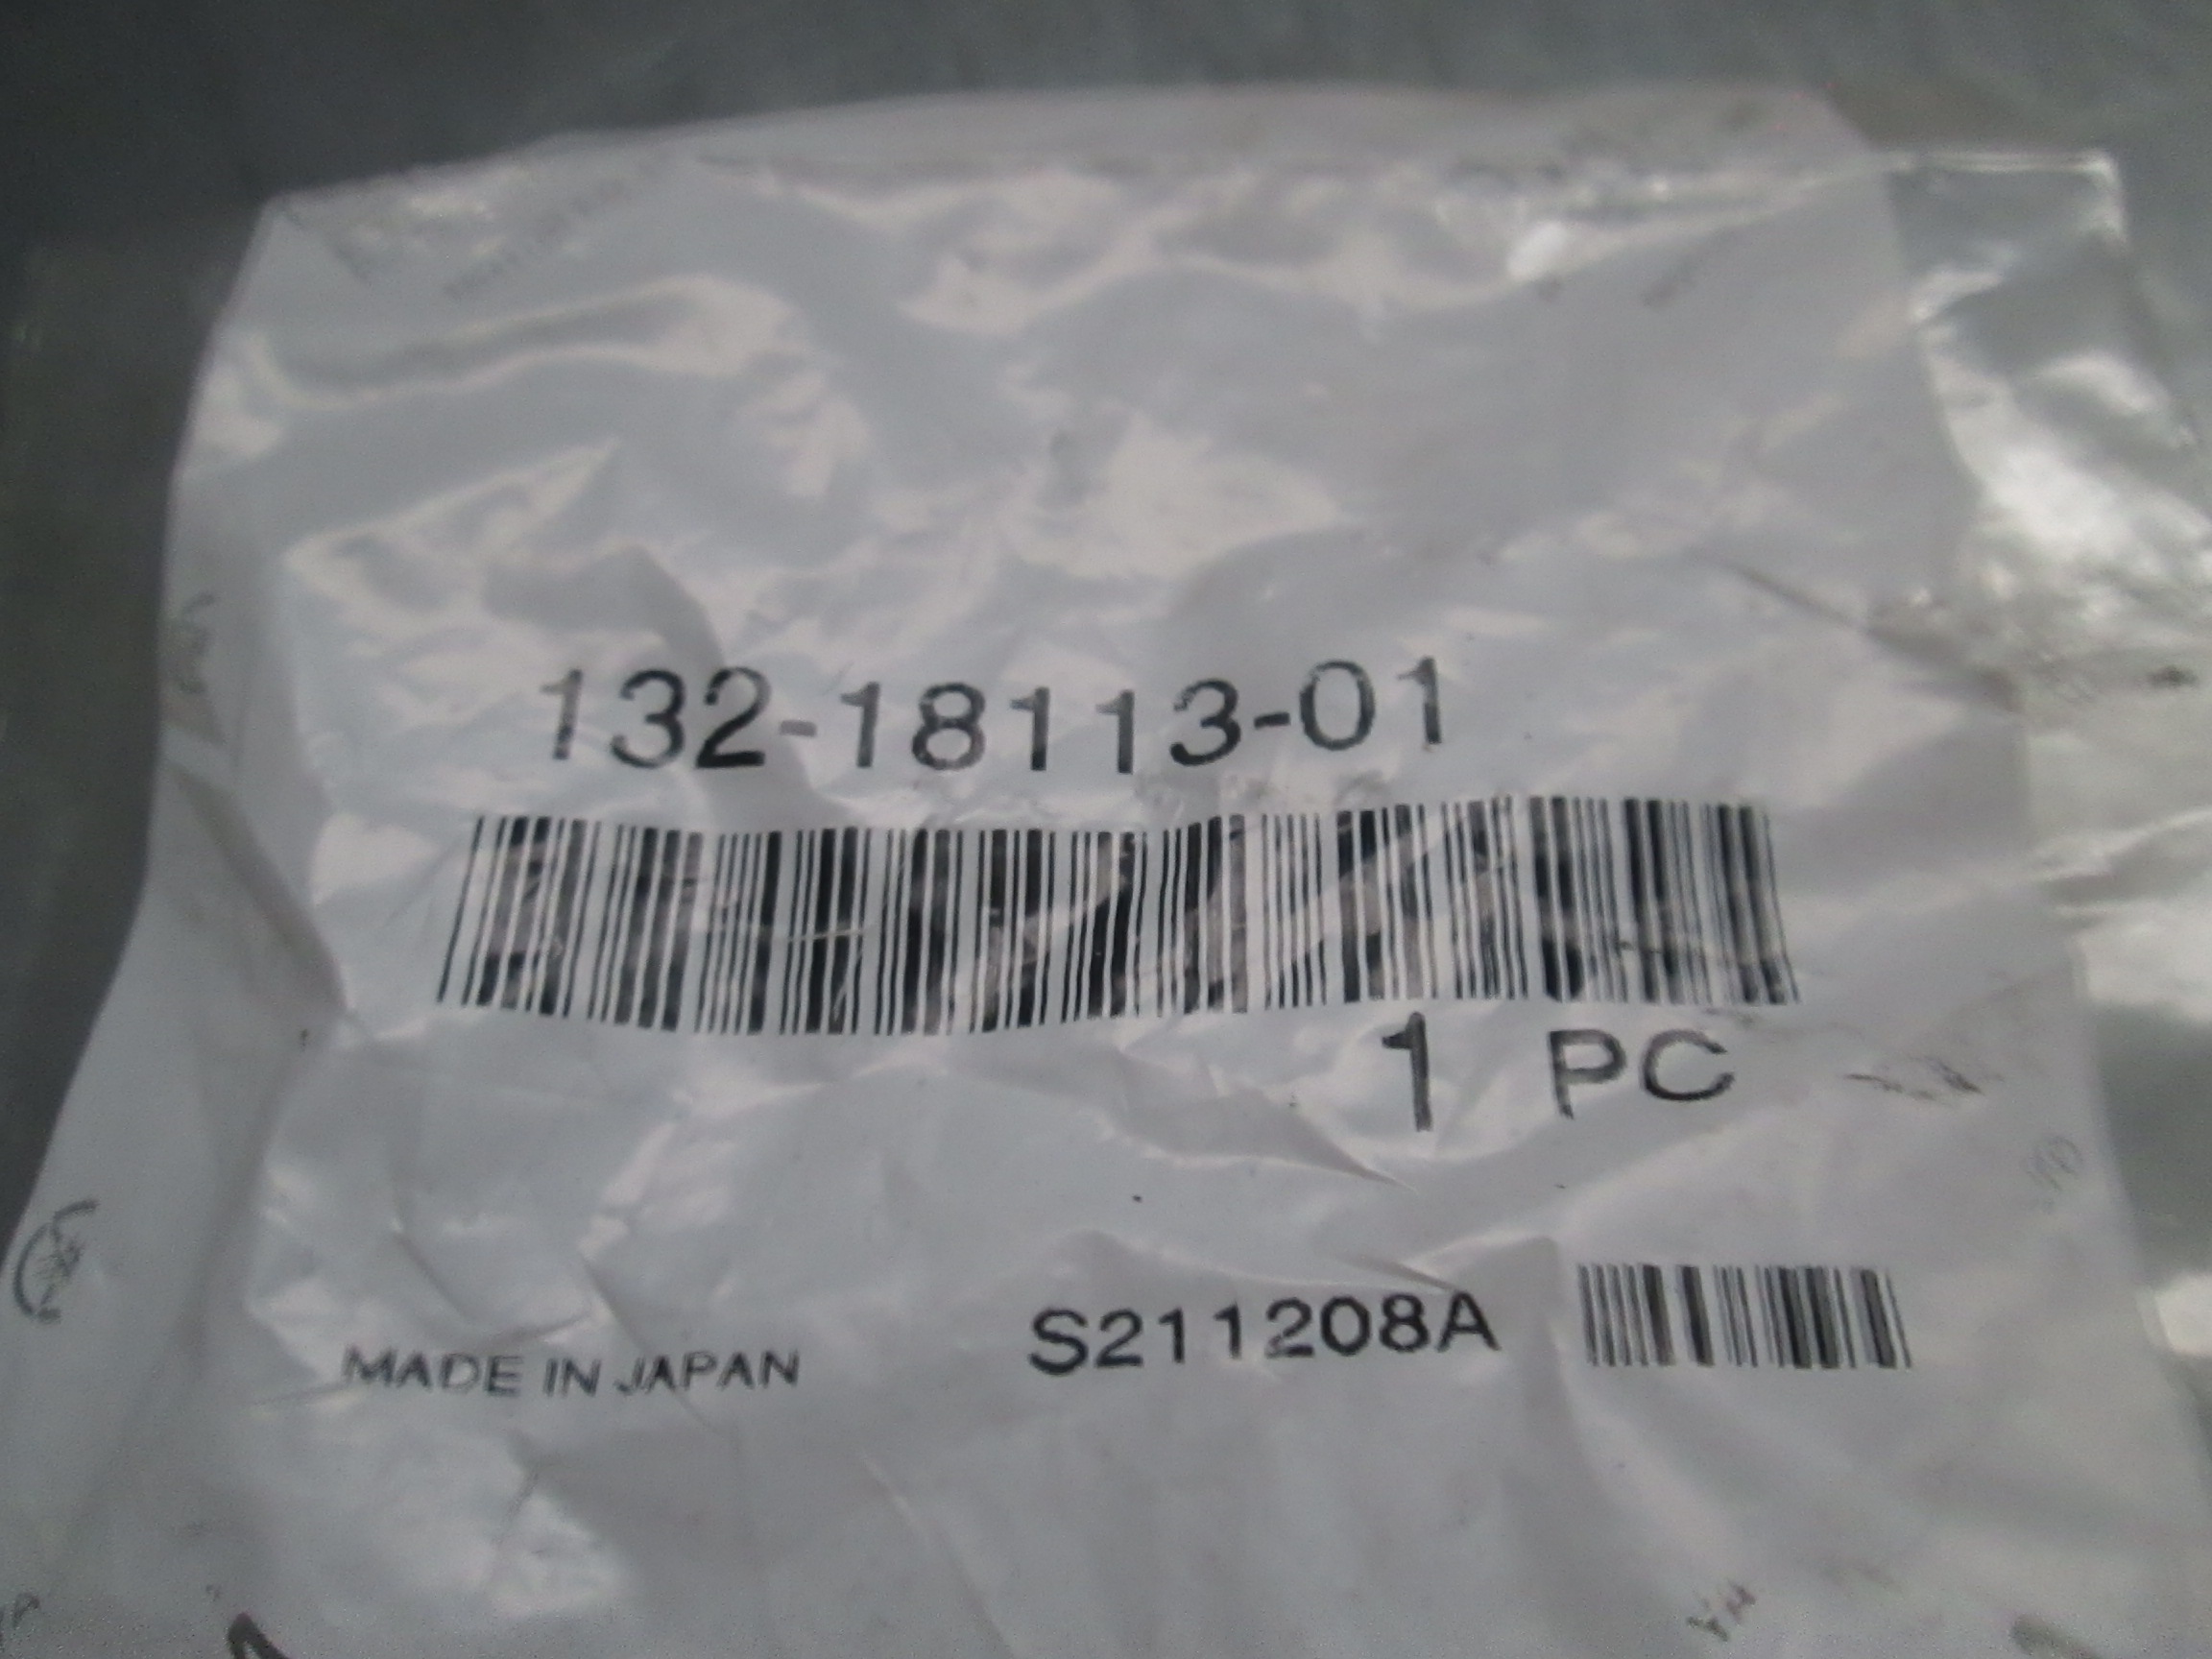 132-18113-01
1 PC
S211208A
MADE IN JAPAN